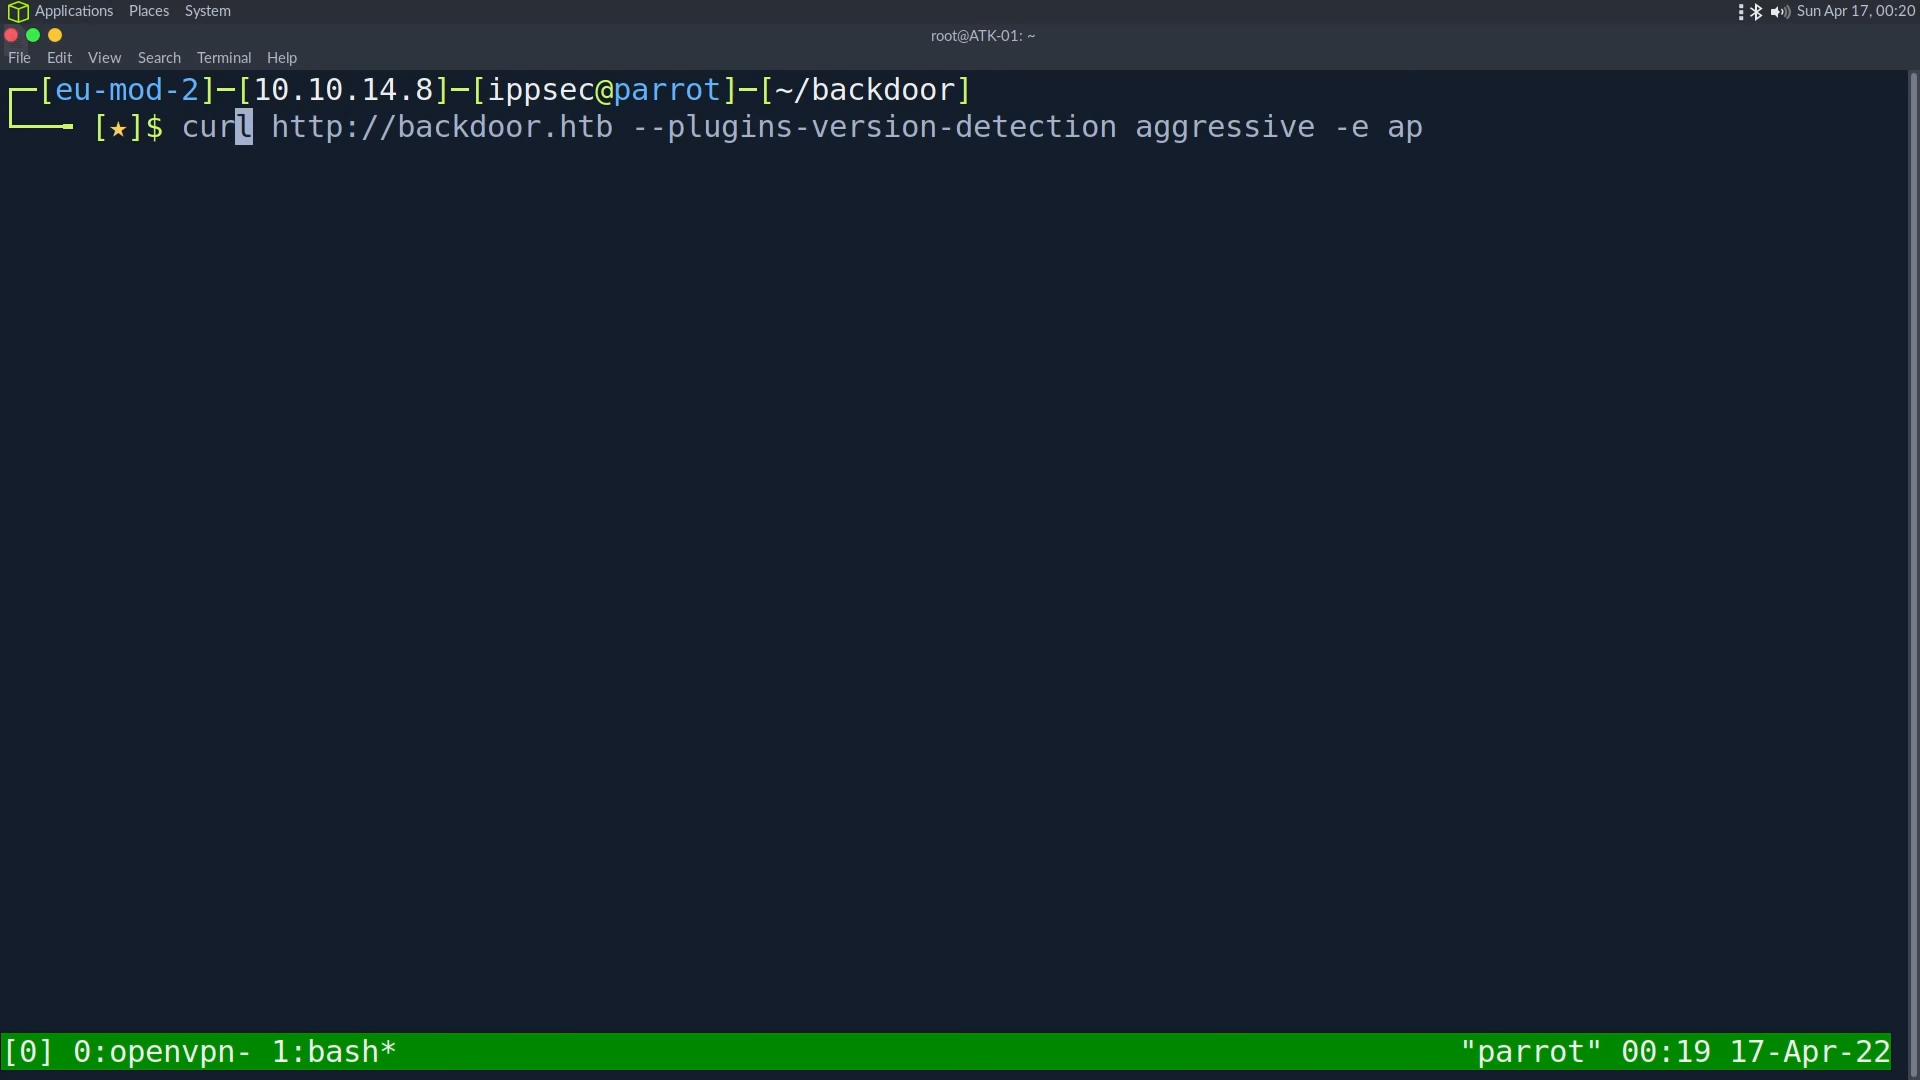 Applications Places System Sun Apr 17, 00:20
root@ATK-01: ~
File Edit View Search Terminal Help
[eu-mod-2]─[10.10.14.8]─[ippsec@parrot]─[~/backdoor]
[★]$ curl http://backdoor.htb --plugins-version-detection aggressive -e ap
[0] 0:openvpn- 1:bash* "parrot" 00:19 17-Apr-22